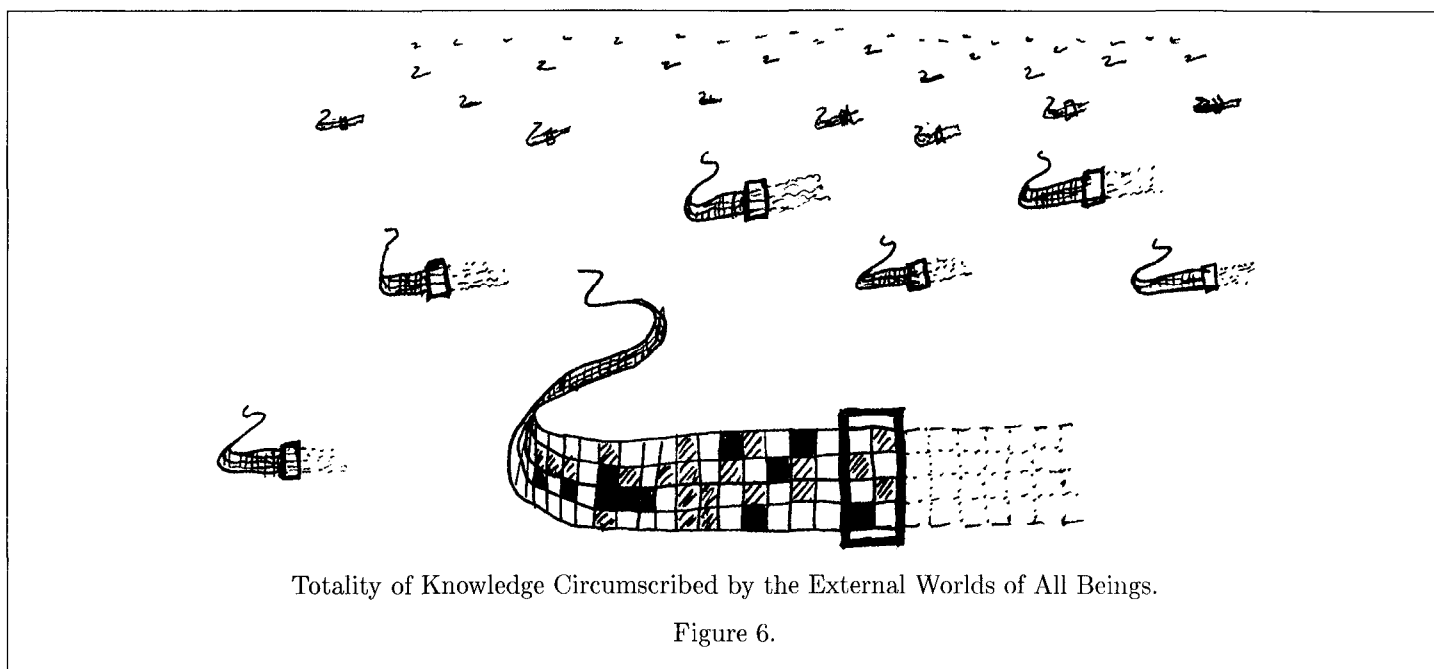 Totality of Knowledge Circumscribed by the External Worlds of All Beings.
Figure 6.